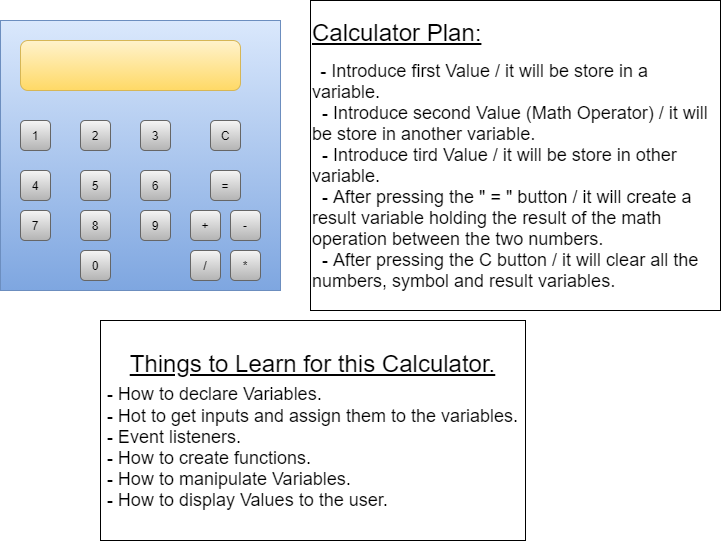 1 2 3 C
4 5 6 =
7 8 9 + -
0 / *
Calculator Plan:
- Introduce first Value / it will be store in a
variable.
- Introduce second Value (Math Operator) / it will
be store in another variable.
- Introduce tird Value / it will be store in other
variable.
- After pressing the " = " button / it will create a
result variable holding the result of the math
operation between the two numbers.
- After pressing the C button / it will clear all the
numbers, symbol and result variables.
Things to Learn for this Calculator.
- How to declare Variables.
- Hot to get inputs and assign them to the variables.
- Event listeners.
- How to create functions.
- How to manipulate Variables.
- How to display Values to the user.